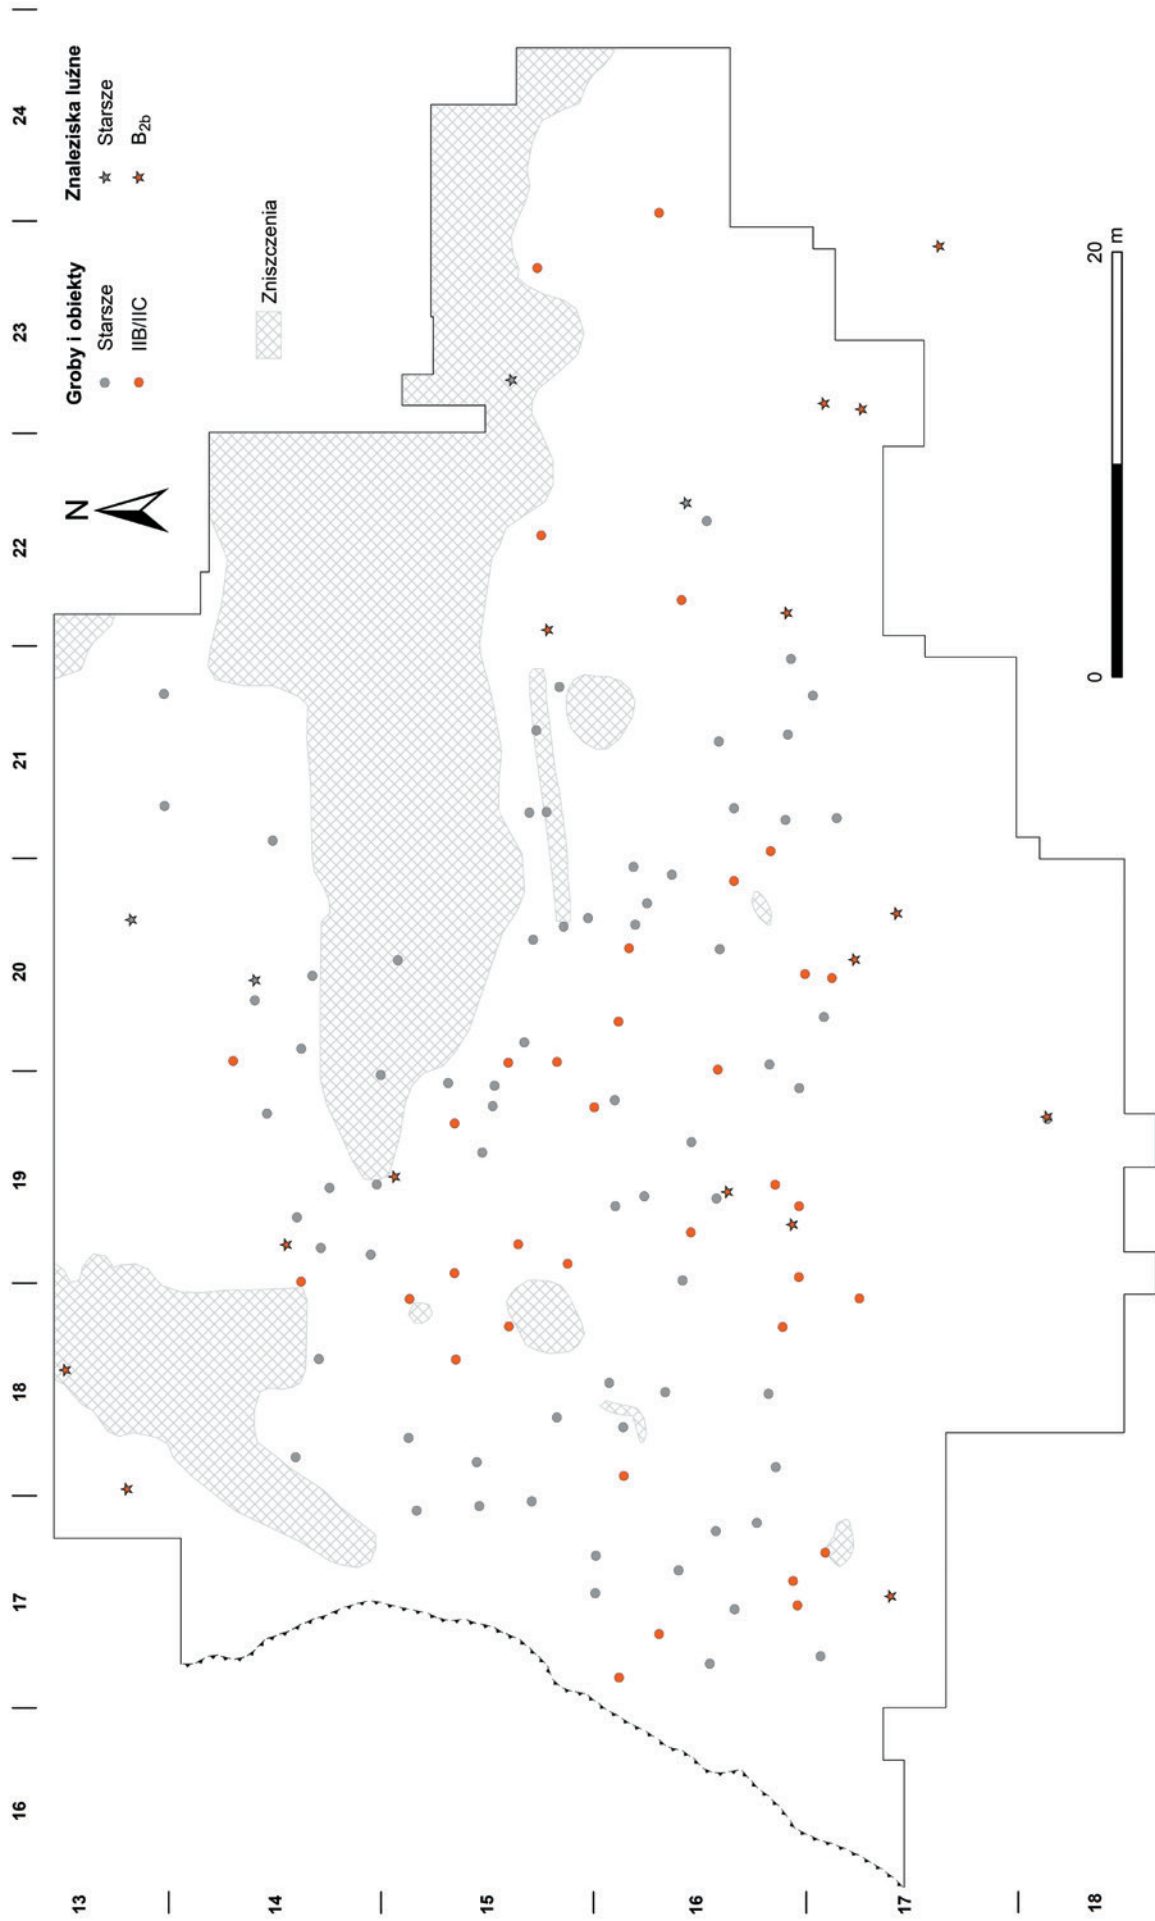 16 17 18 19 20 21 22 23 24
13
14
15
16
17
18
N
Groby i obiekty
Starsze
IIB/IIC
Znaleziska luźne
Starsze
B2b
Zniszczenia
0 20 m